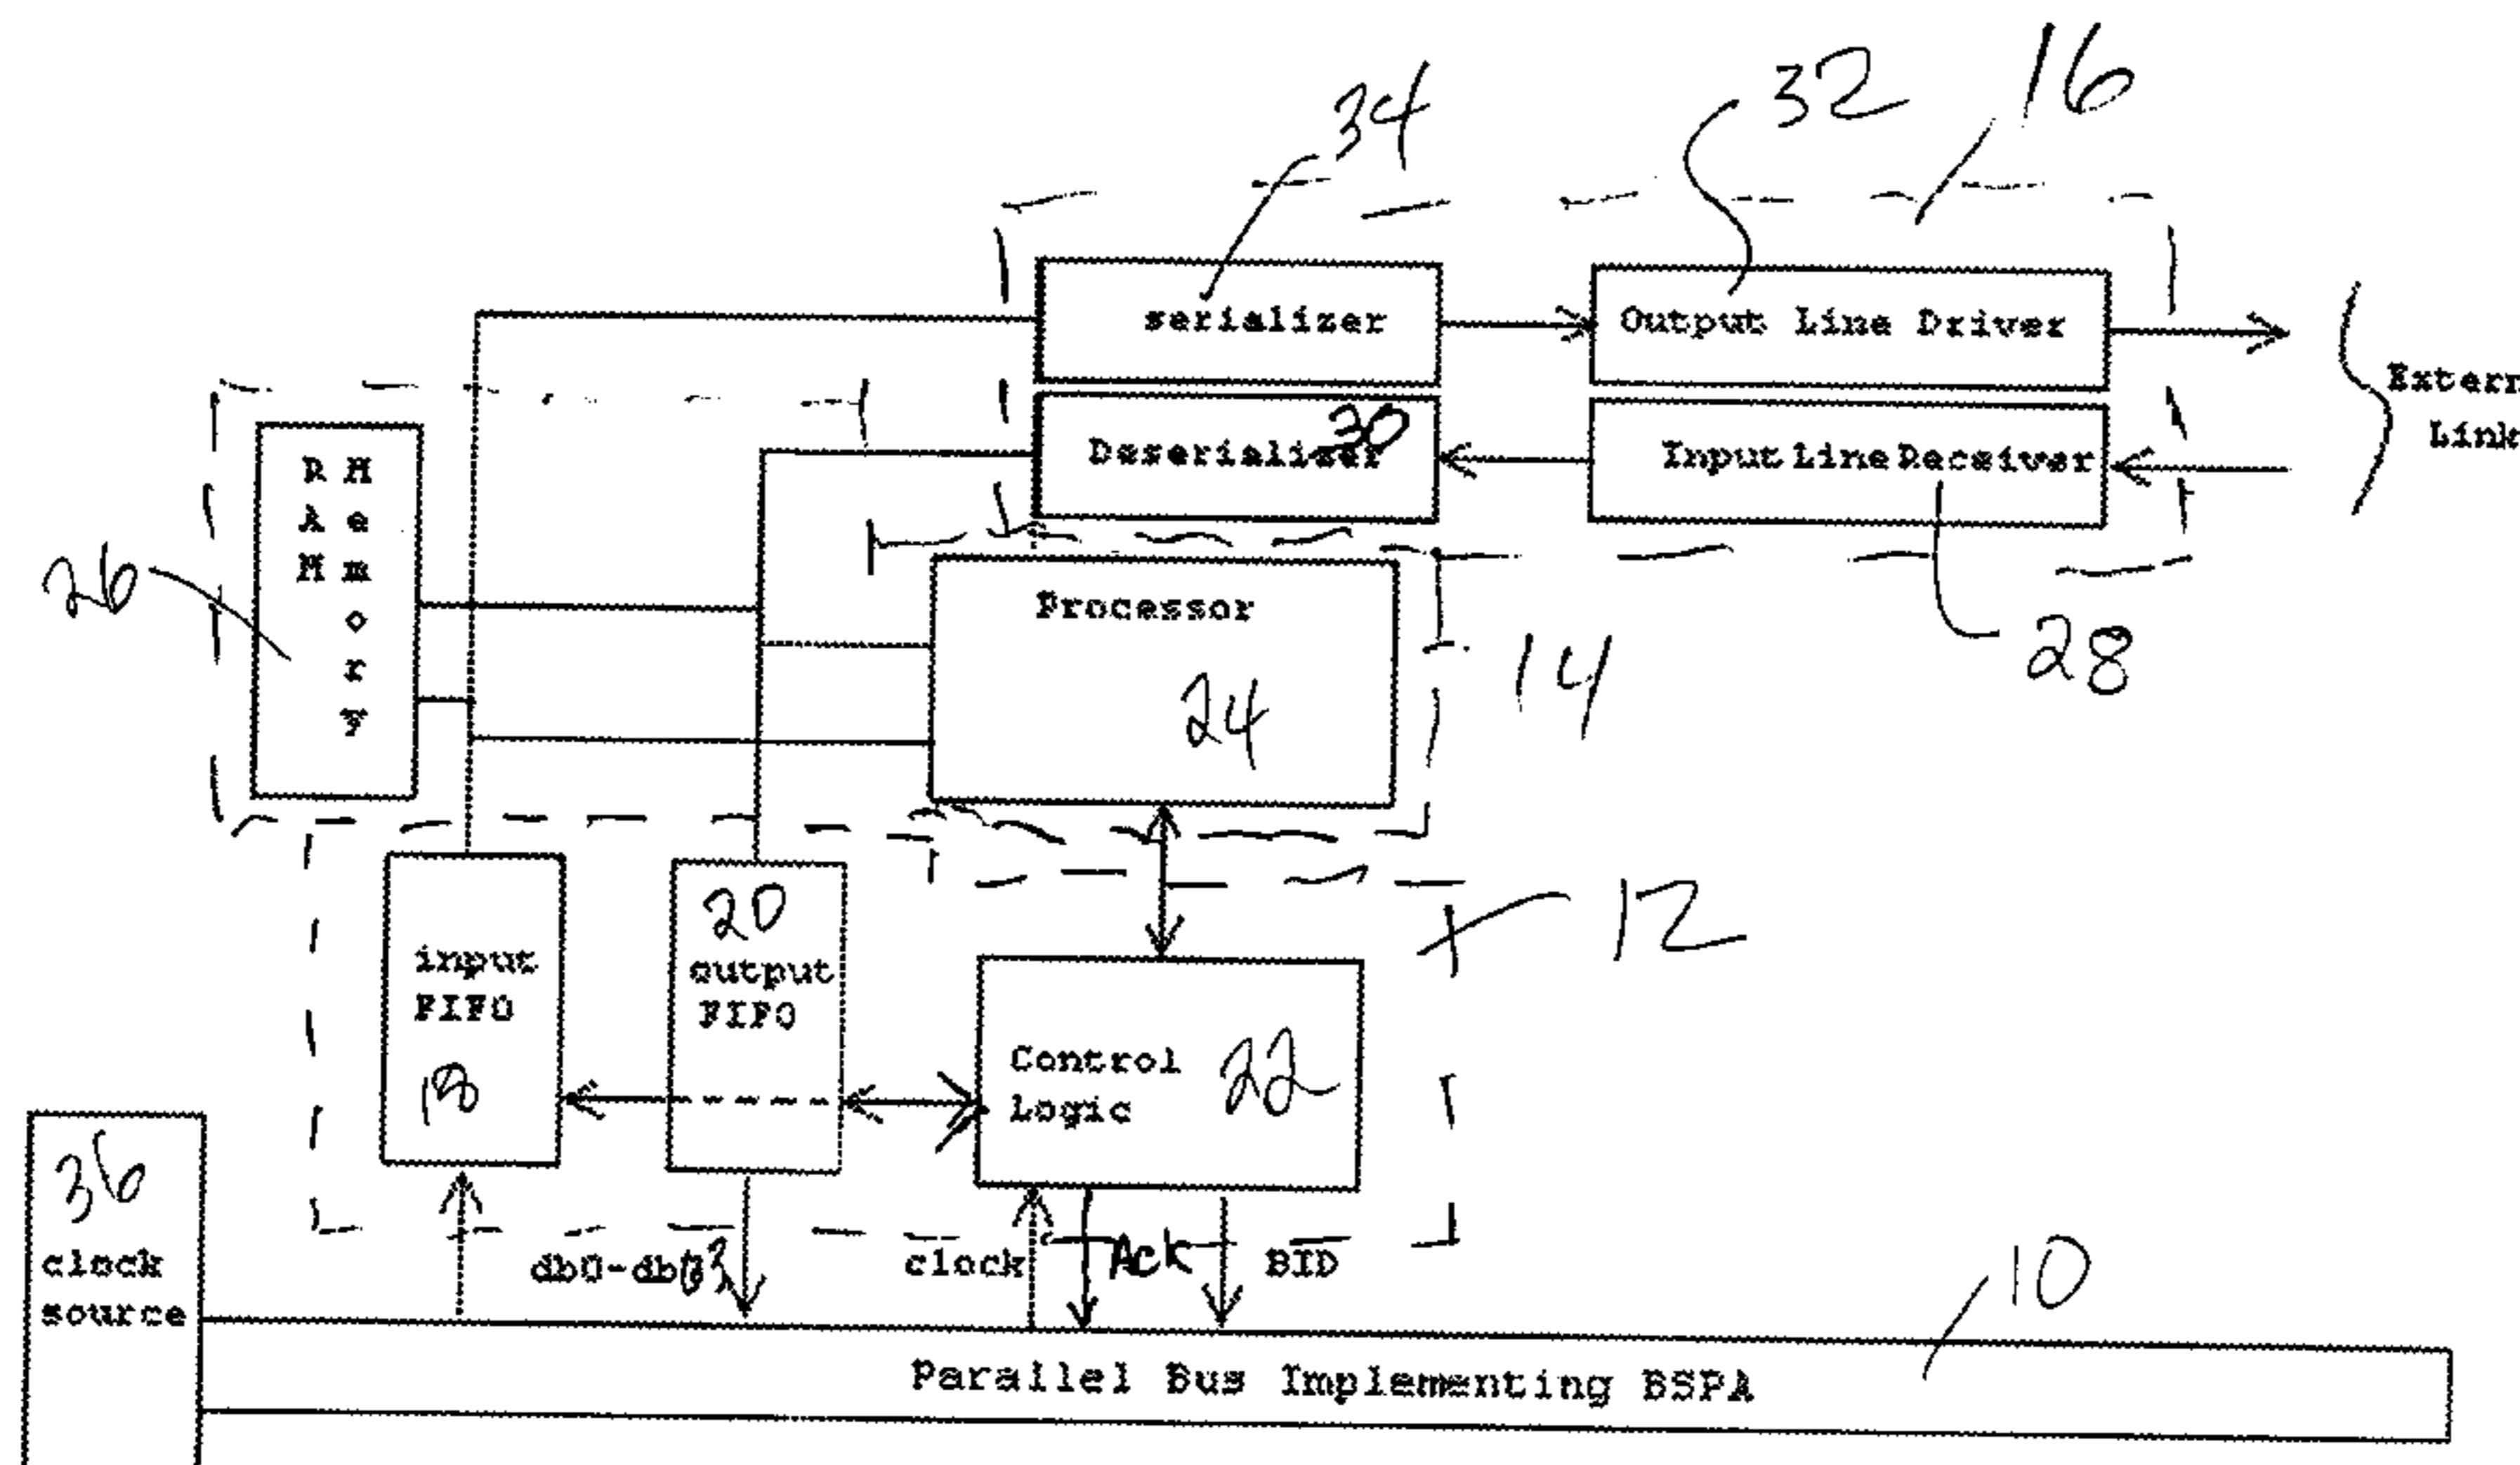 34
32
16
serializer
Output Line Driver
Extern
Link
Deserializer
30
Input Line Receiver
RAM
Memory
26
Processor
24
14
28
12
20
input
FIFO
18
output
FIFO
Control
Logic
22
36
clock
source
db0-db63
clock
Ack
BID
10
Parallel Bus Implementing BSPA